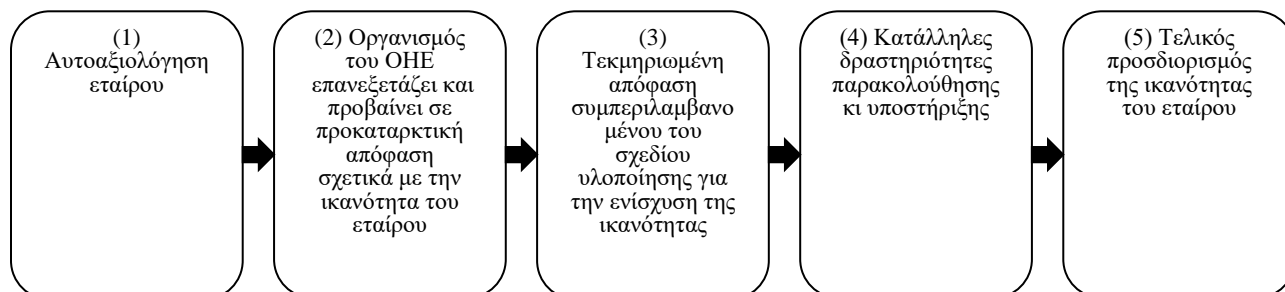 (1)
Αυτοαξιολόγηση
εταίρου
(2) Οργανισμός
του ΟΗΕ
επανεξετάζει και
προβαίνει σε
προκαταρκτική
απόφαση
σχετικά με την
ικανότητα του
εταίρου
(3)
Τεκμηριωμένη
απόφαση
συμπεριλαμβανο
μένου του
σχεδίου
υλοποίησης για
την ενίσχυση της
ικανότητας
(4) Κατάλληλες
δραστηριότητες
παρακολούθησης
κι υποστήριξης
(5) Τελικός
προσδιορισμός
της ικανότητας
του εταίρου